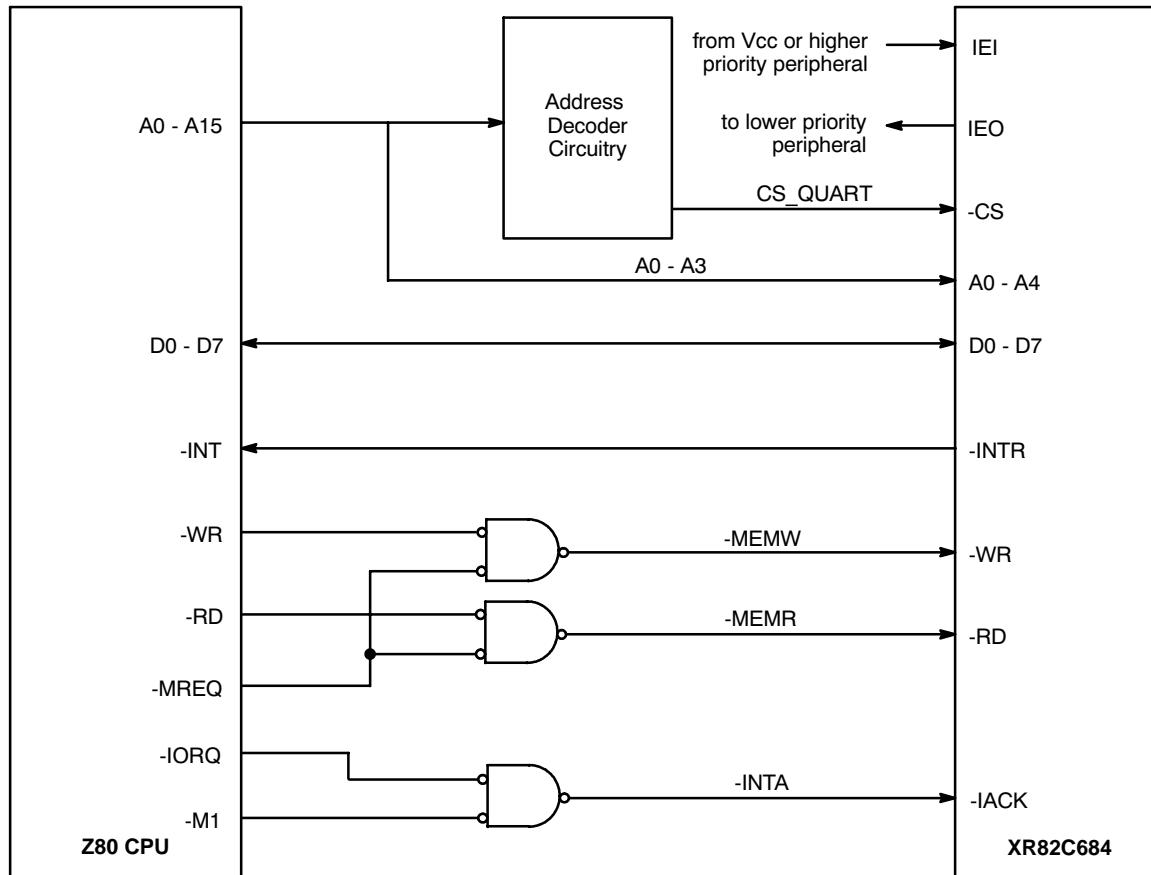 from Vcc or higher
priority peripheral
IEI
A0 - A15
Address
Decoder
Circuitry
to lower priority
peripheral
IEO
CS_QUART
-CS
A0 - A3
A0 - A4
D0 - D7
D0 - D7
-INT
-INTR
-WR
-MEMW
-WR
-RD
-MEMR
-RD
-MREQ
-IORQ
-INTA
-IACK
-M1
Z80 CPU
XR82C684